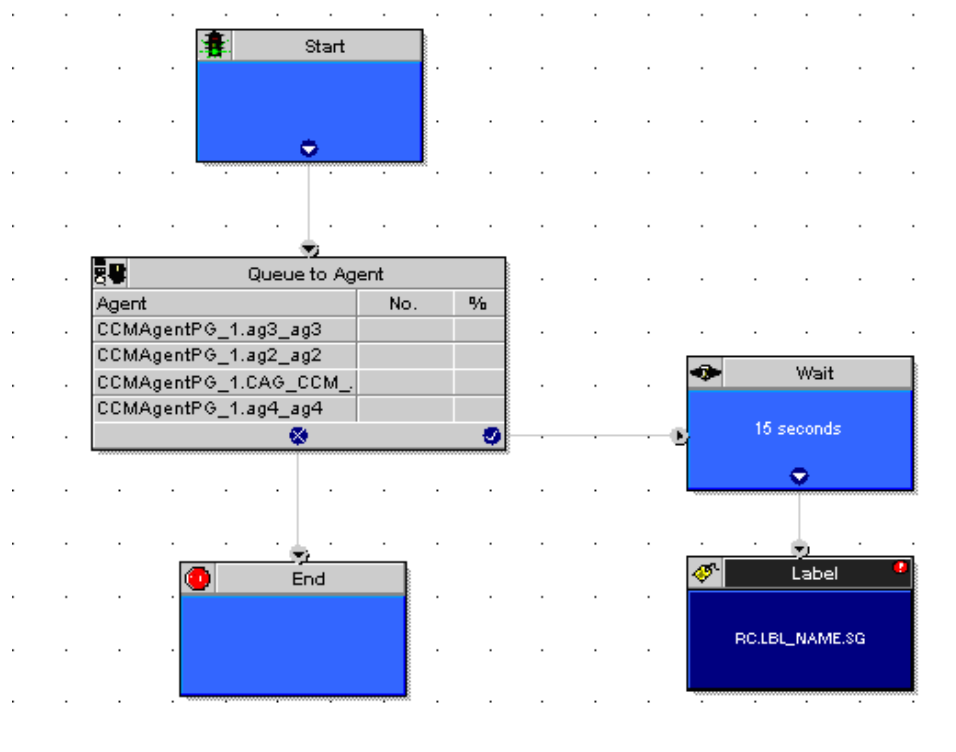 Start
Queue to Agent
Agent No. %
CCMAgentPG_1.ag3_ag3
CCMAgentPG_1.ag2_ag2
CCMAgentPG_1.CAG_CCM_.
CCMAgentPG_1.ag4_ag4
Wait
15 seconds
End
Label
RC.LBL_NAME.SG